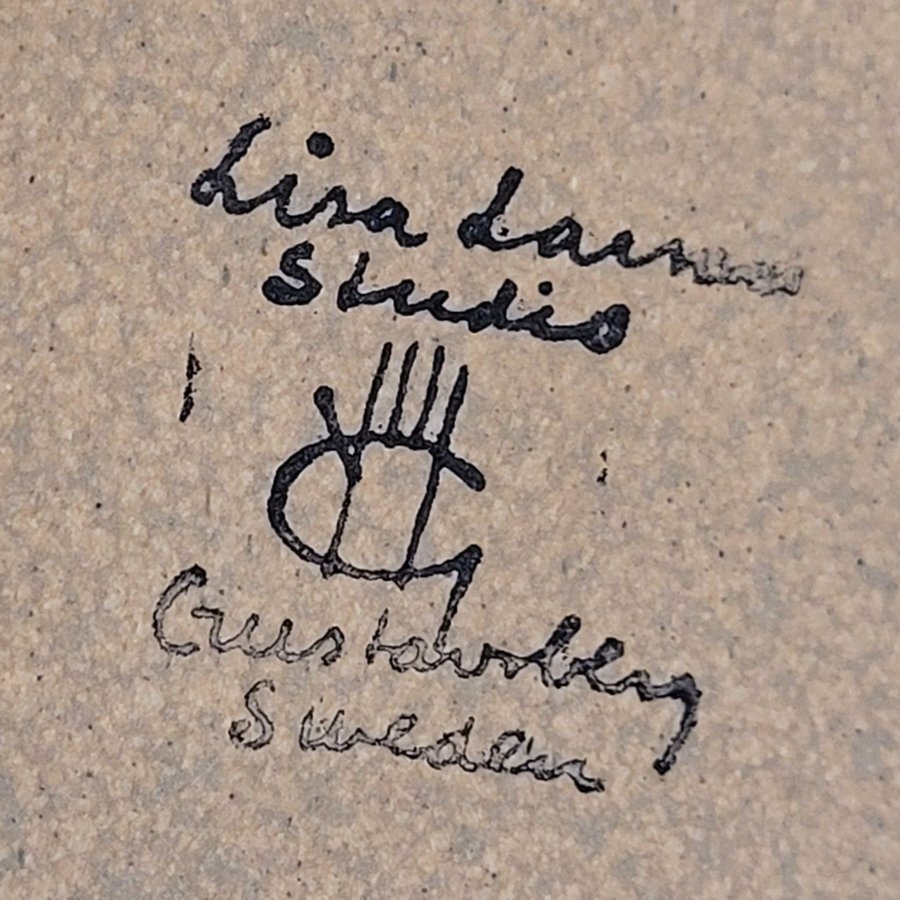 Lisa Larson
Studio
Gustavsberg
Sweden